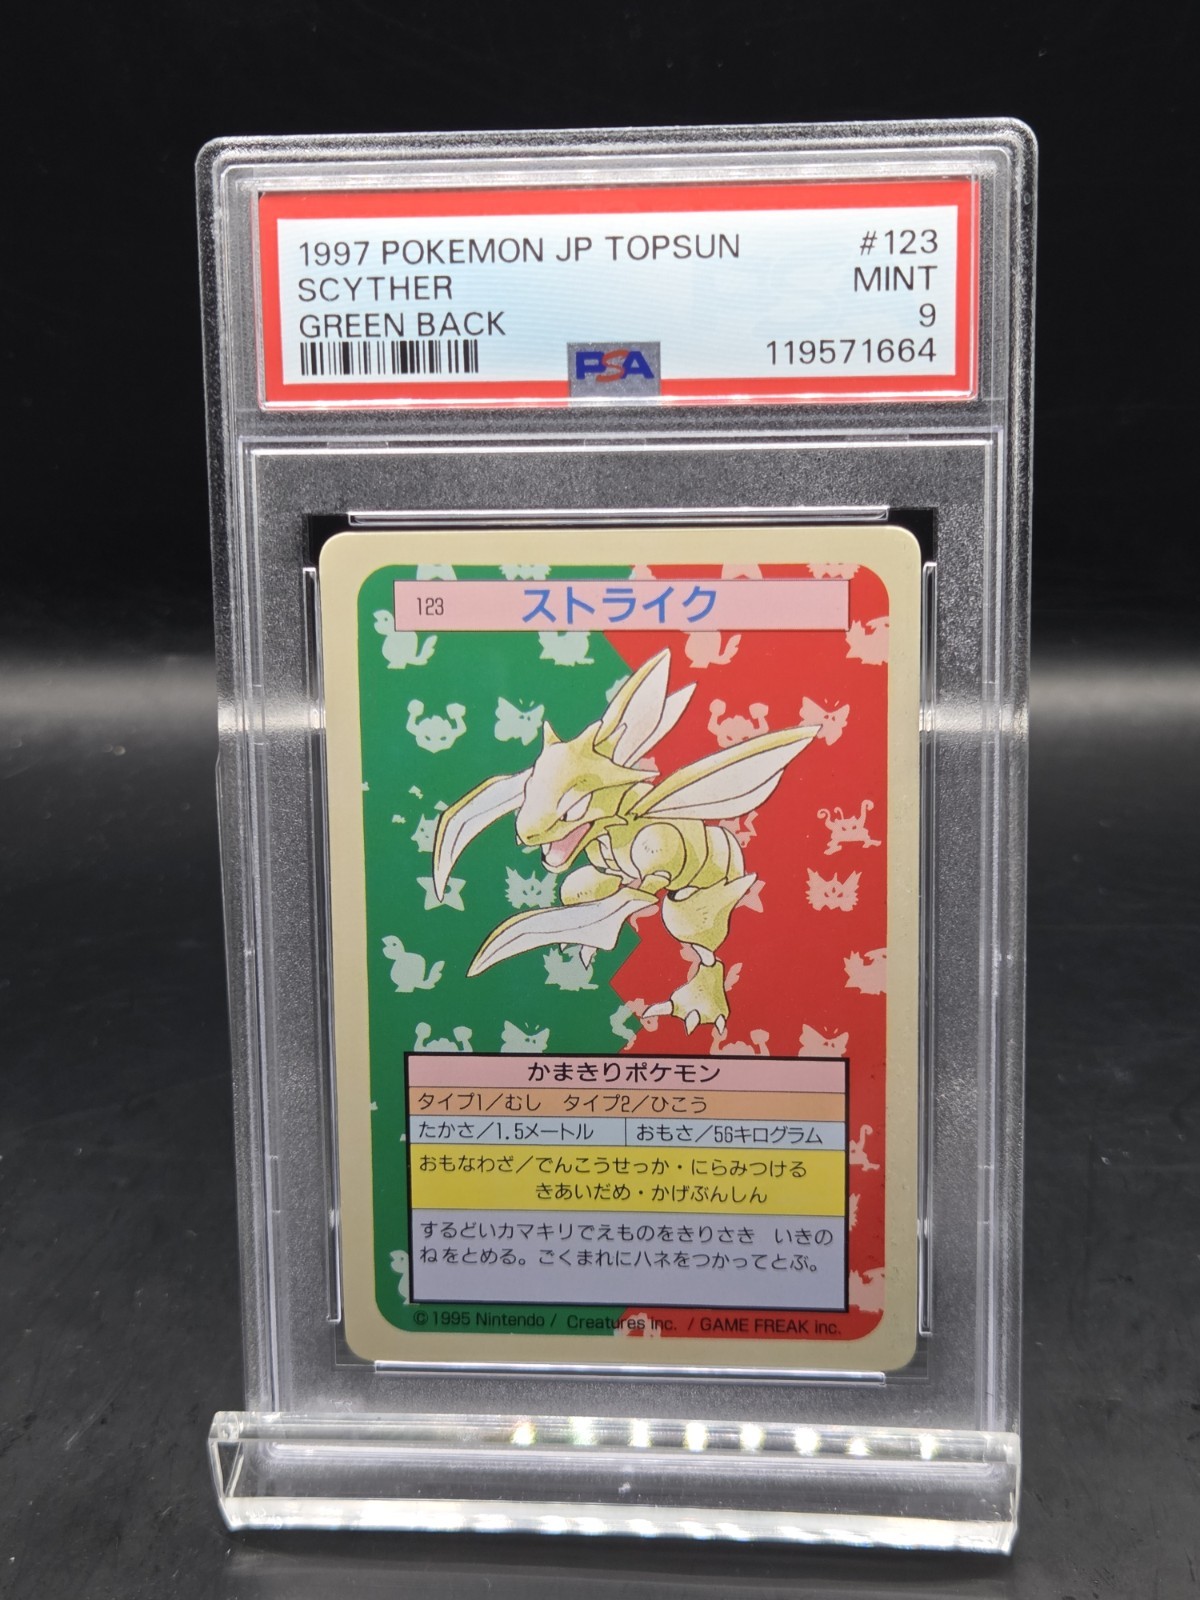 1997 POKEMON JP TOPSUN #123
SCYTHER MINT
GREEN BACK 9
PSA 119571664
123 ストライク
かまきりポケモン
タイプ1/むし タイプ2/ひこう
たかさ/1.5メートル おもさ/56キログラム
おもなわざ/でんこうせっか・にらみつける
きあいだめ・かげぶんしん
するどいカマキリでえものをきりさき いきの
ねをとめる。ごくまれにハネをつかってとぶ。
©1995 Nintendo / Creatures inc. / GAME FREAK inc.